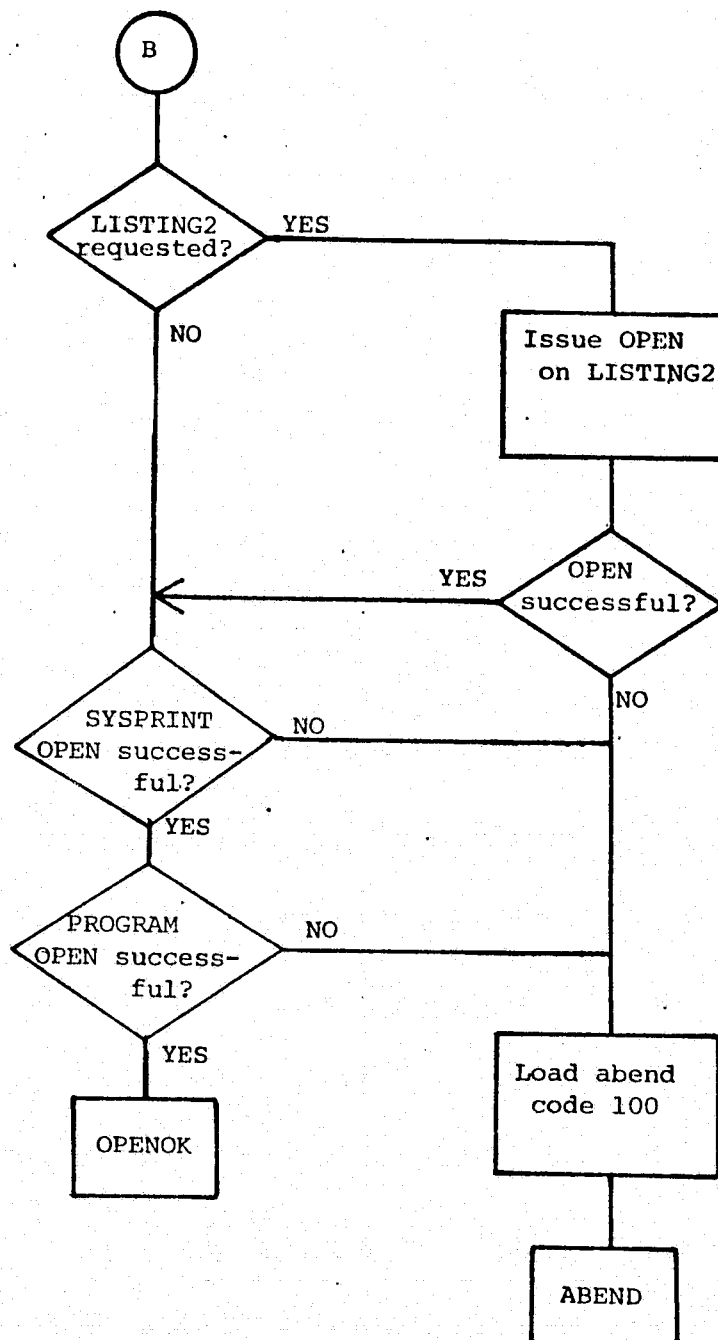 B
LISTING2
requested?
YES
NO
Issue OPEN
on LISTING2
OPEN
successful?
YES
NO
SYSPRINT
OPEN success-
ful?
NO
YES
PROGRAM
OPEN success-
ful?
NO
YES
OPENOK
Load abend
code 100
ABEND